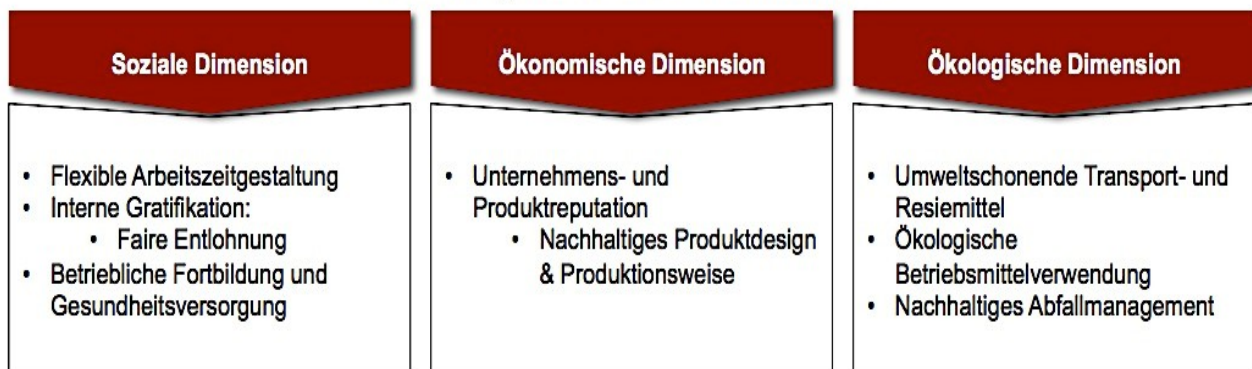 Soziale Dimension
• Flexible Arbeitszeitgestaltung
• Interne Gratifikation:
• Faire Entlohnung
• Betriebliche Fortbildung und
Gesundheitsversorgung
Ökonomische Dimension
• Unternehmens- und
Produktreputation
• Nachhaltiges Produktdesign
& Produktionsweise
Ökologische Dimension
• Umweltschonende Transport- und
Resiemittel
• Ökologische
Betriebsmittelverwendung
• Nachhaltiges Abfallmanagement